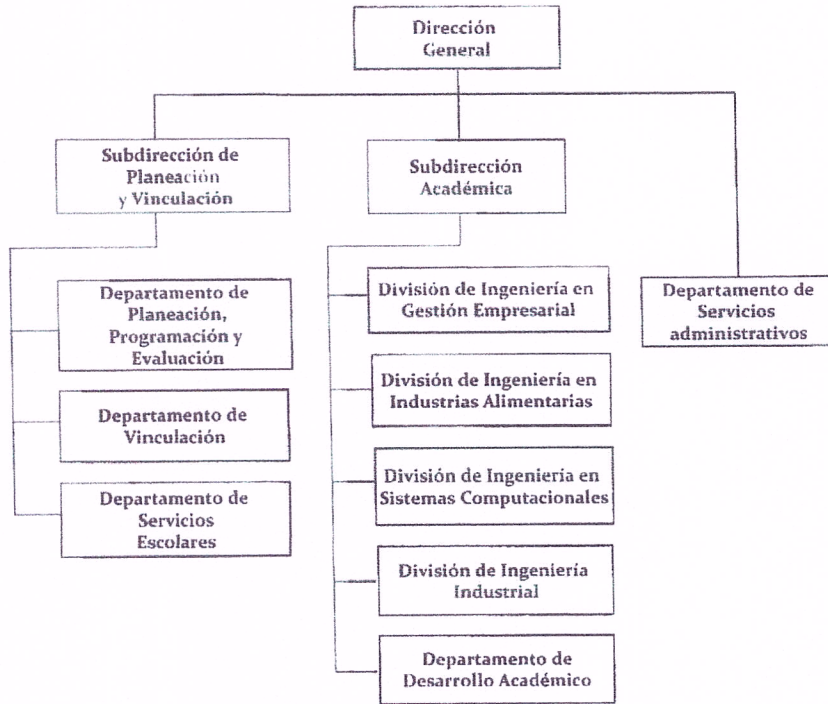 Dirección
General
Subdirección de
Planeación
y Vinculación
Subdirección
Académica
Departamento de
Planeación,
Programación y
Evaluación
Departamento de
Vinculación
Departamento de
Servicios
Escolares
División de Ingeniería en
Gestión Empresarial
División de Ingeniería en
Industrias Alimentarias
División de Ingeniería en
Sistemas Computacionales
División de Ingeniería
Industrial
Departamento de
Desarrollo Académico
Departamento de
Servicios
administrativos